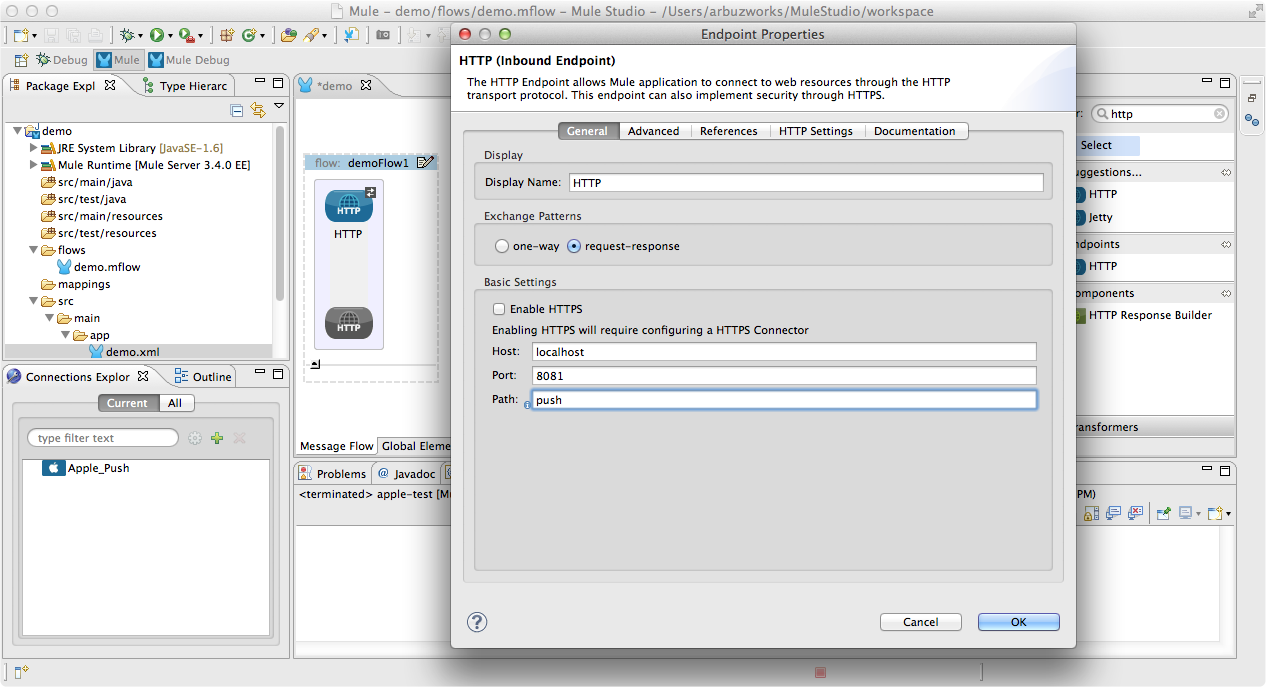 Mule – demo/flows/demo.mflow – Mule Studio – /Users/arbuzworks/MuleStudio/workspace
Debug Mule Mule Debug
Package Expl Type Hierarc
demo
JRE System Library [JavaSE-1.6]
Mule Runtime [Mule Server 3.4.0 EE]
src/main/java
src/test/java
src/main/resources
src/test/resources
flows
demo.mflow
mappings
src
main
app
demo.xml
Connections Explor Outline
Current All
type filter text
Apple_Push
*demo
flow: demoFlow1
HTTP
HTTP
HTTP
Message Flow Global Eleme
Problems @ Javadoc
<terminated> apple-test [M
Endpoint Properties
HTTP (Inbound Endpoint)
The HTTP Endpoint allows Mule application to connect to web resources through the HTTP
transport protocol. This endpoint can also implement security through HTTPS.
General Advanced References HTTP Settings Documentation
Display
Display Name: HTTP
Exchange Patterns
one-way request-response
Basic Settings
Enable HTTPS
Enabling HTTPS will require configuring a HTTPS Connector
Host: localhost
Port: 8081
Path: push
? Cancel OK
r: http
Select
uggestions...
HTTP
Jetty
ndpoints
HTTP
omponents
HTTP Response Builder
ransformers
PM)